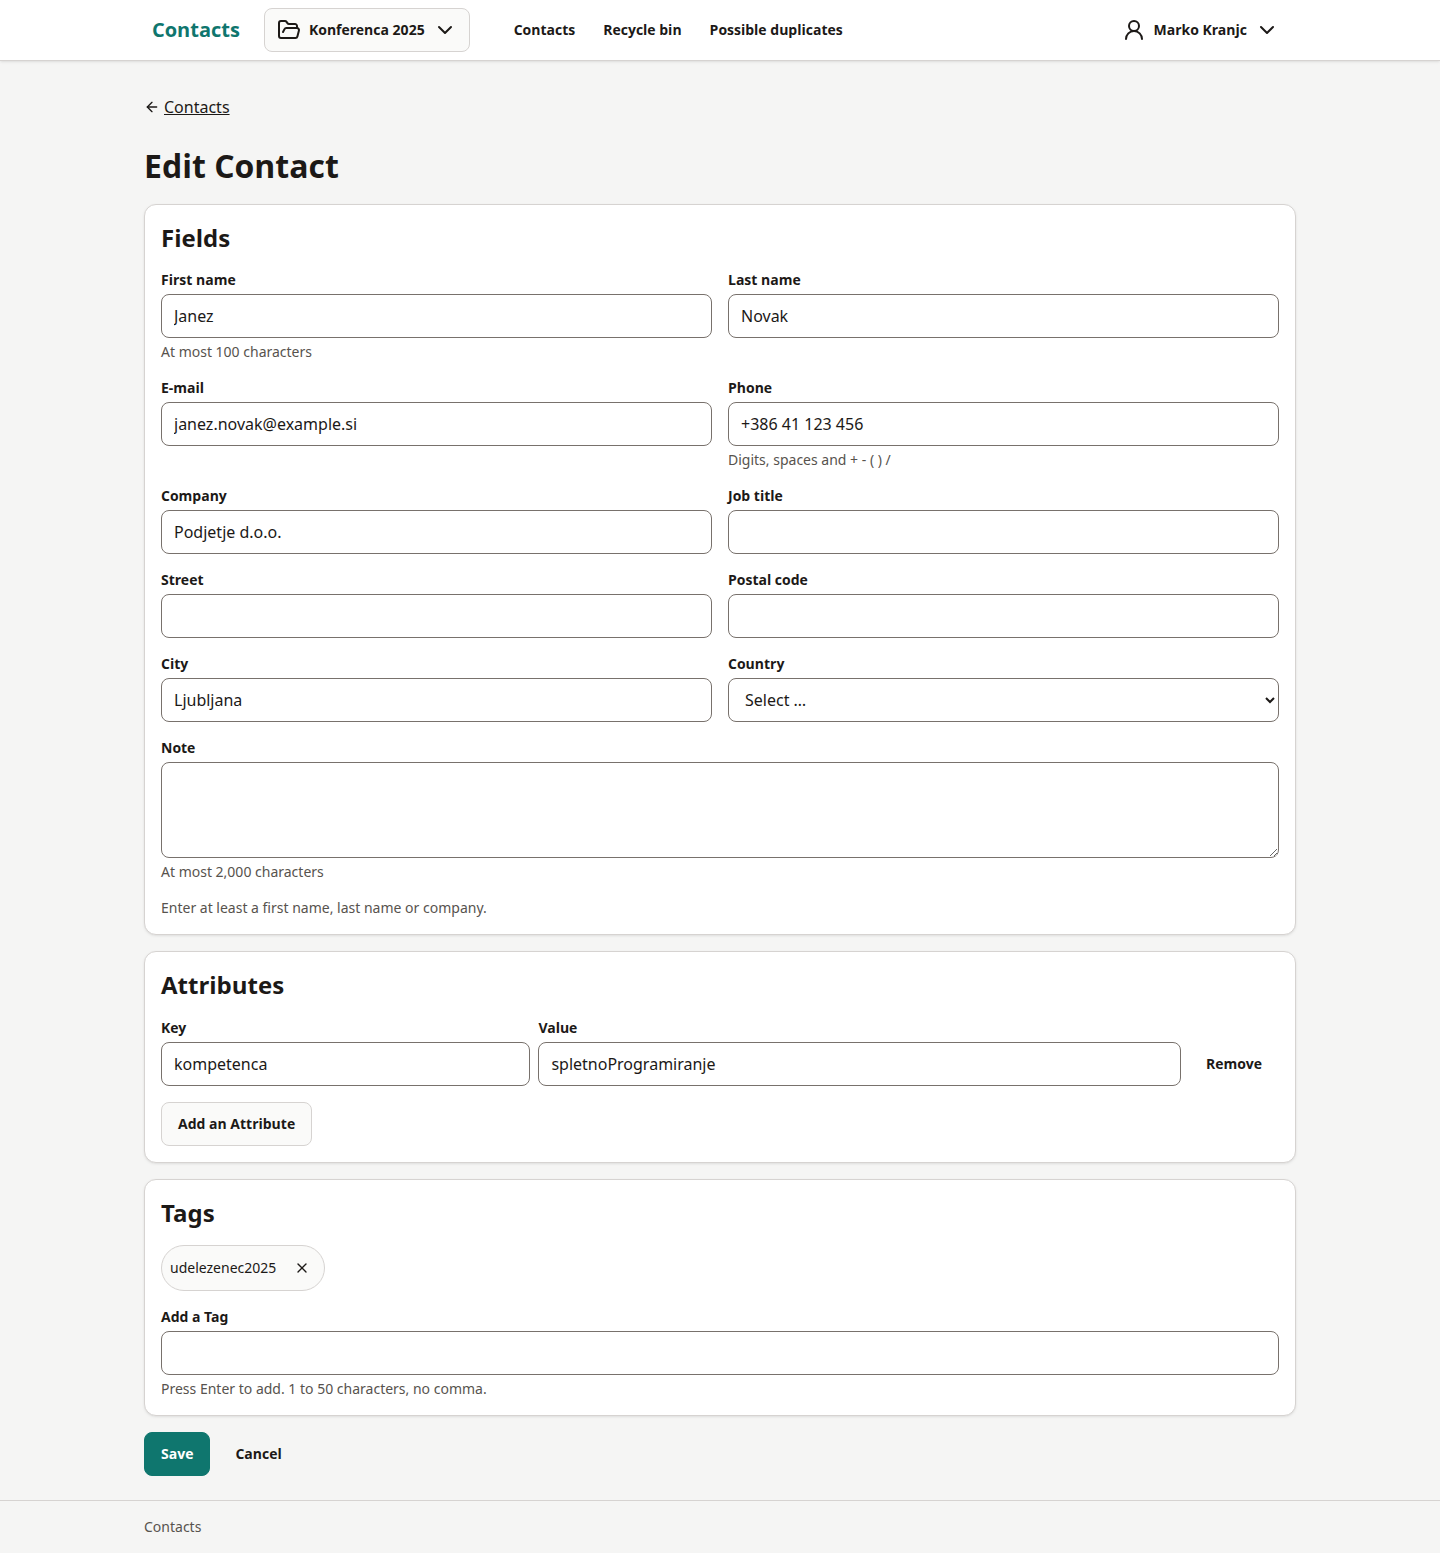 Contacts Konferenca 2025 Contacts Recycle bin Possible duplicates Marko Kranjc
← Contacts
Edit Contact
Fields
First name Last name
Janez Novak
At most 100 characters
E-mail Phone
janez.novak@example.si +386 41 123 456
Digits, spaces and + - ( ) /
Company Job title
Podjetje d.o.o.
Street Postal code
City Country
Ljubljana Select ...
Note
At most 2,000 characters
Enter at least a first name, last name or company.
Attributes
Key Value
kompetenca spletnoProgramiranje Remove
Add an Attribute
Tags
udelezenec2025
Add a Tag
Press Enter to add. 1 to 50 characters, no comma.
Save Cancel
Contacts